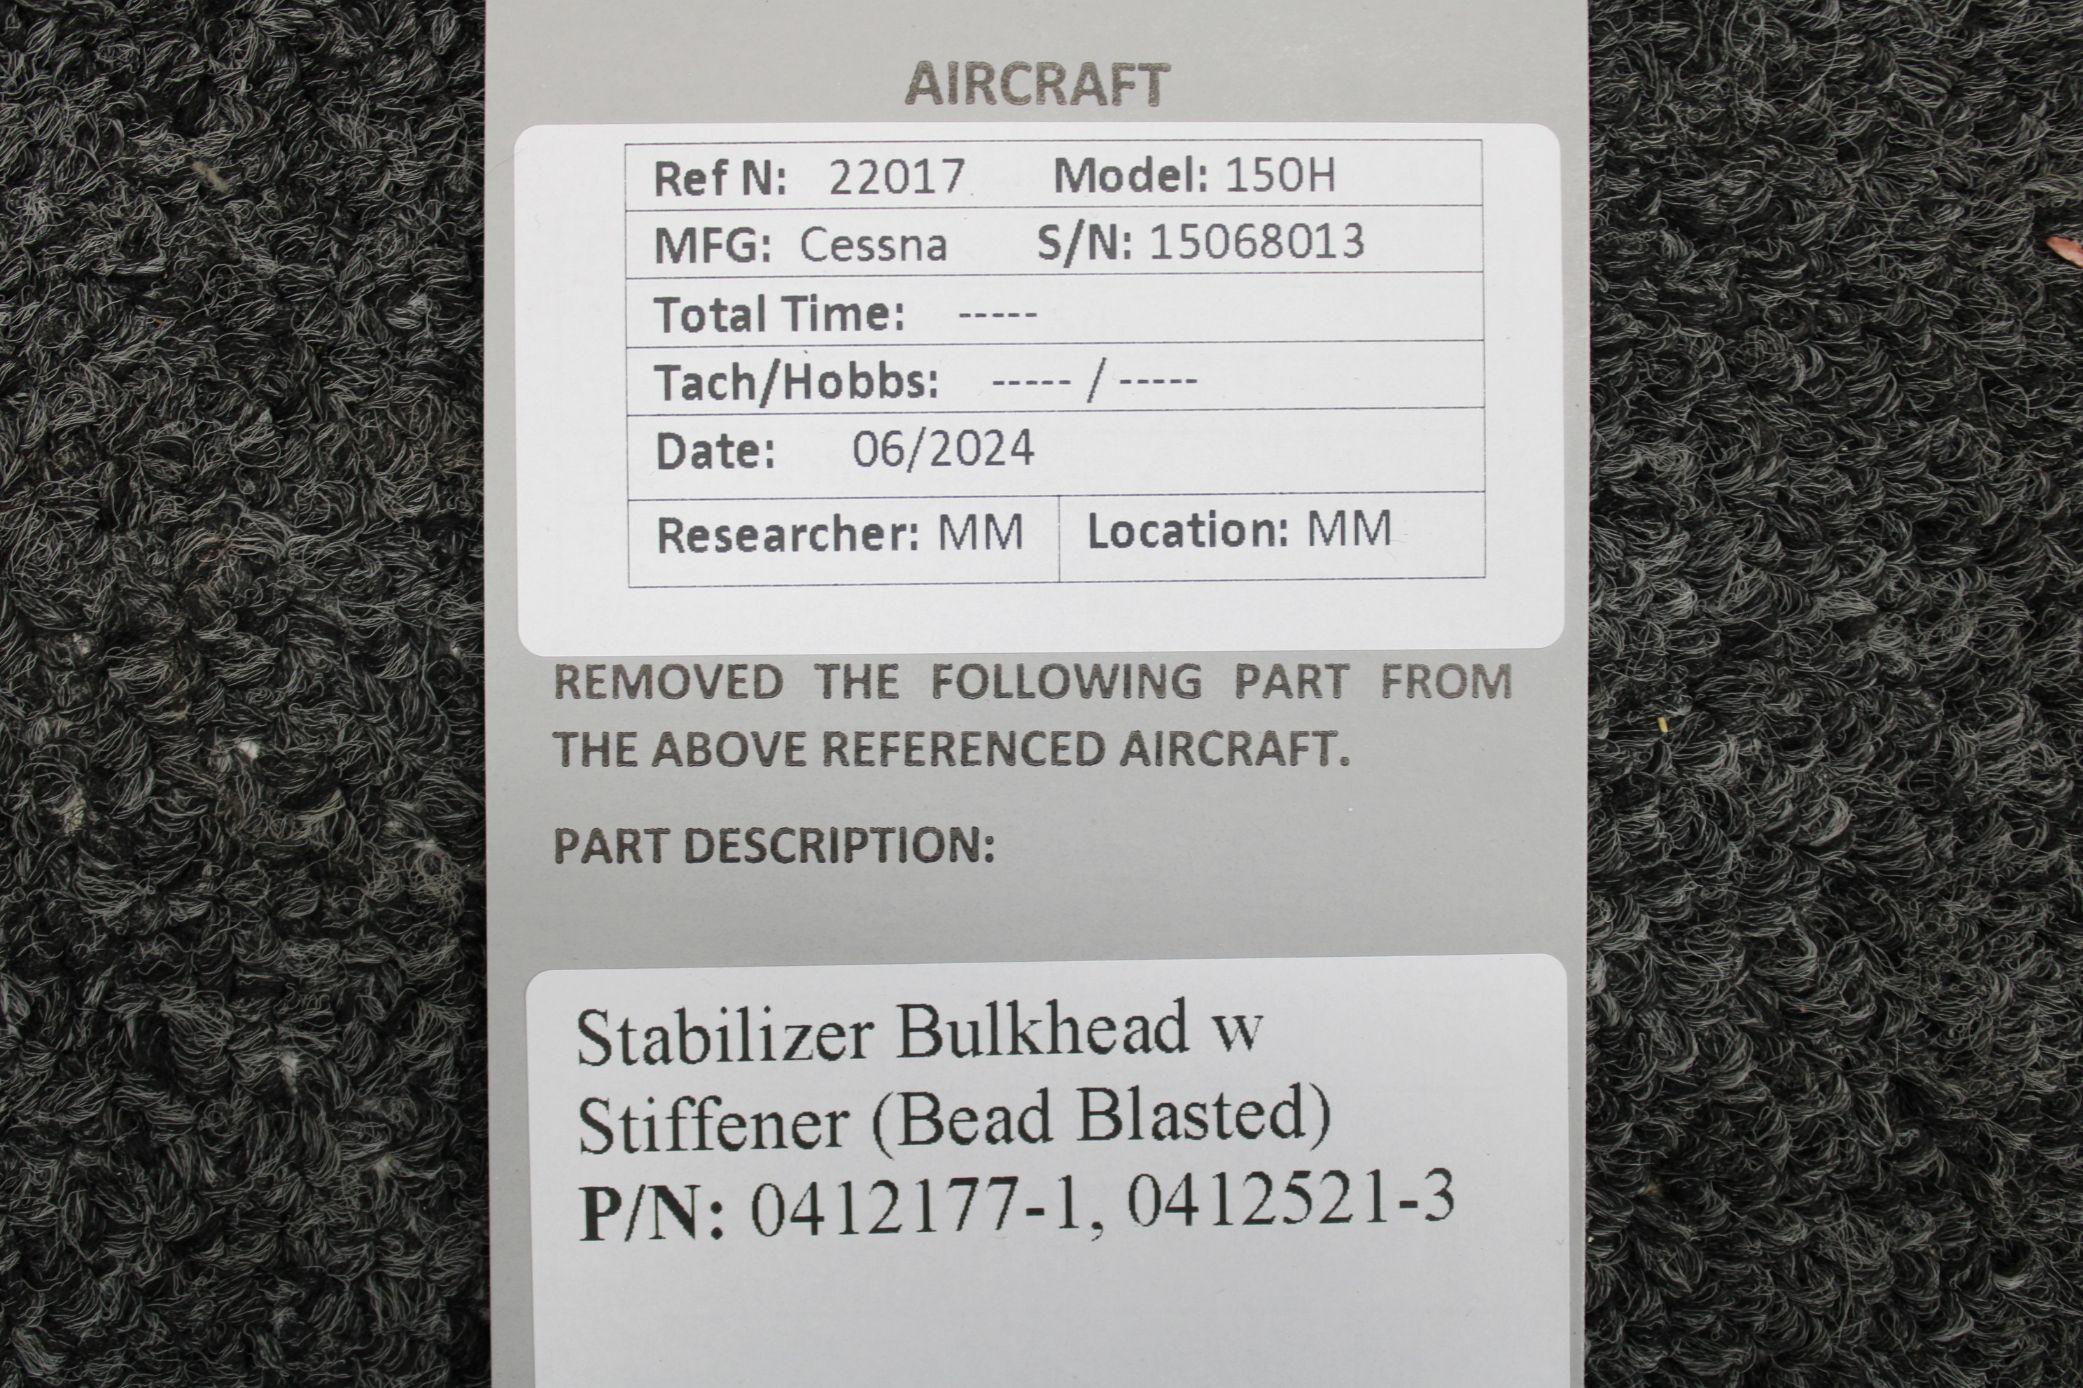 AIRCRAFT
Ref N: 22017 Model: 150H
MFG: Cessna S/N: 15068013
Total Time: -----
Tach/Hobbs: ----- / -----
Date: 06/2024
Researcher: MM Location: MM
REMOVED THE FOLLOWING PART FROM
THE ABOVE REFERENCED AIRCRAFT.
PART DESCRIPTION:
Stabilizer Bulkhead w
Stiffener (Bead Blasted)
P/N: 0412177-1, 0412521-3